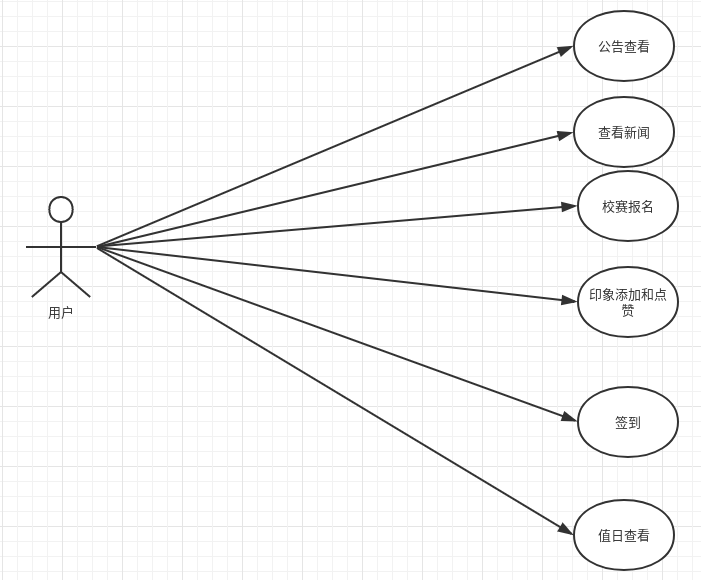 公告查看
查看新闻
校赛报名
用户
印象添加和点
赞
签到
值日查看